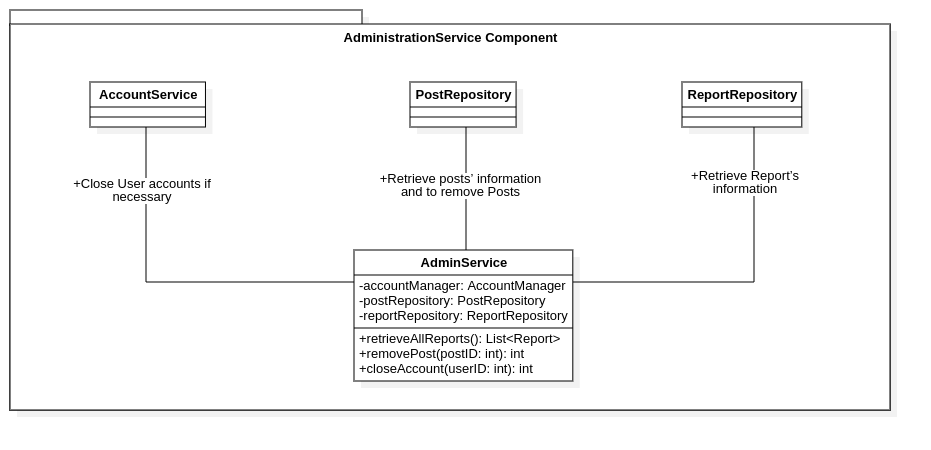 AdministrationService Component
AccountService
PostRepository
ReportRepository
+Close User accounts if
necessary
+Retrieve posts' information
and to remove Posts
+Retrieve Report's
information
AdminService
-accountManager: AccountManager
-postRepository: PostRepository
-reportRepository: ReportRepository
+retrieveAllReports(): List<Report>
+removePost(postID: int): int
+closeAccount(userID: int): int